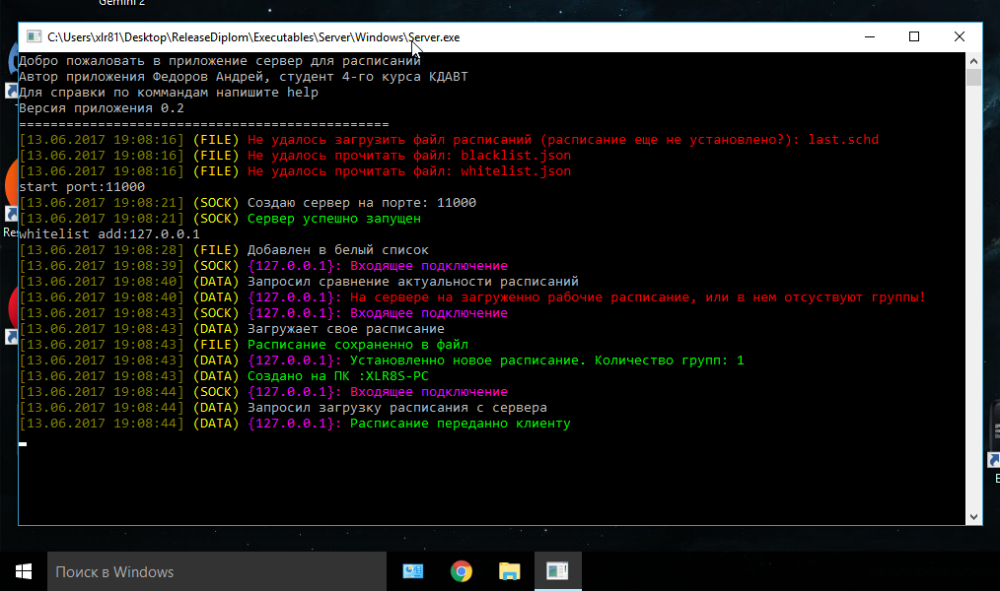 Gemini 2
C:\Users\xlr81\Desktop\ReleaseDiplom\Executables\Server\Windows\Server.exe
Добро пожаловать в приложение сервер для расписаний
Автор приложения Федоров Андрей, студент 4-го курса КДАВТ
Для справки по коммандам напишите help
Версия приложения 0.2
===============================================
[13.06.2017 19:08:16] (FILE) Не удалось загрузить файл расписаний (расписание еще не установлено?): last.schd
[13.06.2017 19:08:16] (FILE) Не удалось прочитать файл: blacklist.json
[13.06.2017 19:08:16] (FILE) Не удалось прочитать файл: whitelist.json
start port:11000
[13.06.2017 19:08:21] (SOCK) Создаю сервер на порте: 11000
[13.06.2017 19:08:21] (SOCK) Сервер успешно запущен
whitelist add:127.0.0.1
[13.06.2017 19:08:28] (FILE) Добавлен в белый список
[13.06.2017 19:08:39] (SOCK) {127.0.0.1}: Входящее подключение
[13.06.2017 19:08:40] (DATA) Запросил сравнение актуальности расписаний
[13.06.2017 19:08:40] (DATA) {127.0.0.1}: На сервере на загруженно рабочие расписание, или в нем отсуствуют группы!
[13.06.2017 19:08:43] (SOCK) {127.0.0.1}: Входящее подключение
[13.06.2017 19:08:43] (DATA) Загружает свое расписание
[13.06.2017 19:08:43] (FILE) Расписание сохраненно в файл
[13.06.2017 19:08:43] (DATA) {127.0.0.1}: Установленно новое расписание. Количество групп: 1
[13.06.2017 19:08:43] (DATA) Создано на ПК :XLR8S-PC
[13.06.2017 19:08:44] (SOCK) {127.0.0.1}: Входящее подключение
[13.06.2017 19:08:44] (DATA) Запросил загрузку расписания с сервера
[13.06.2017 19:08:44] (DATA) {127.0.0.1}: Расписание переданно клиенту
Поиск в Windows